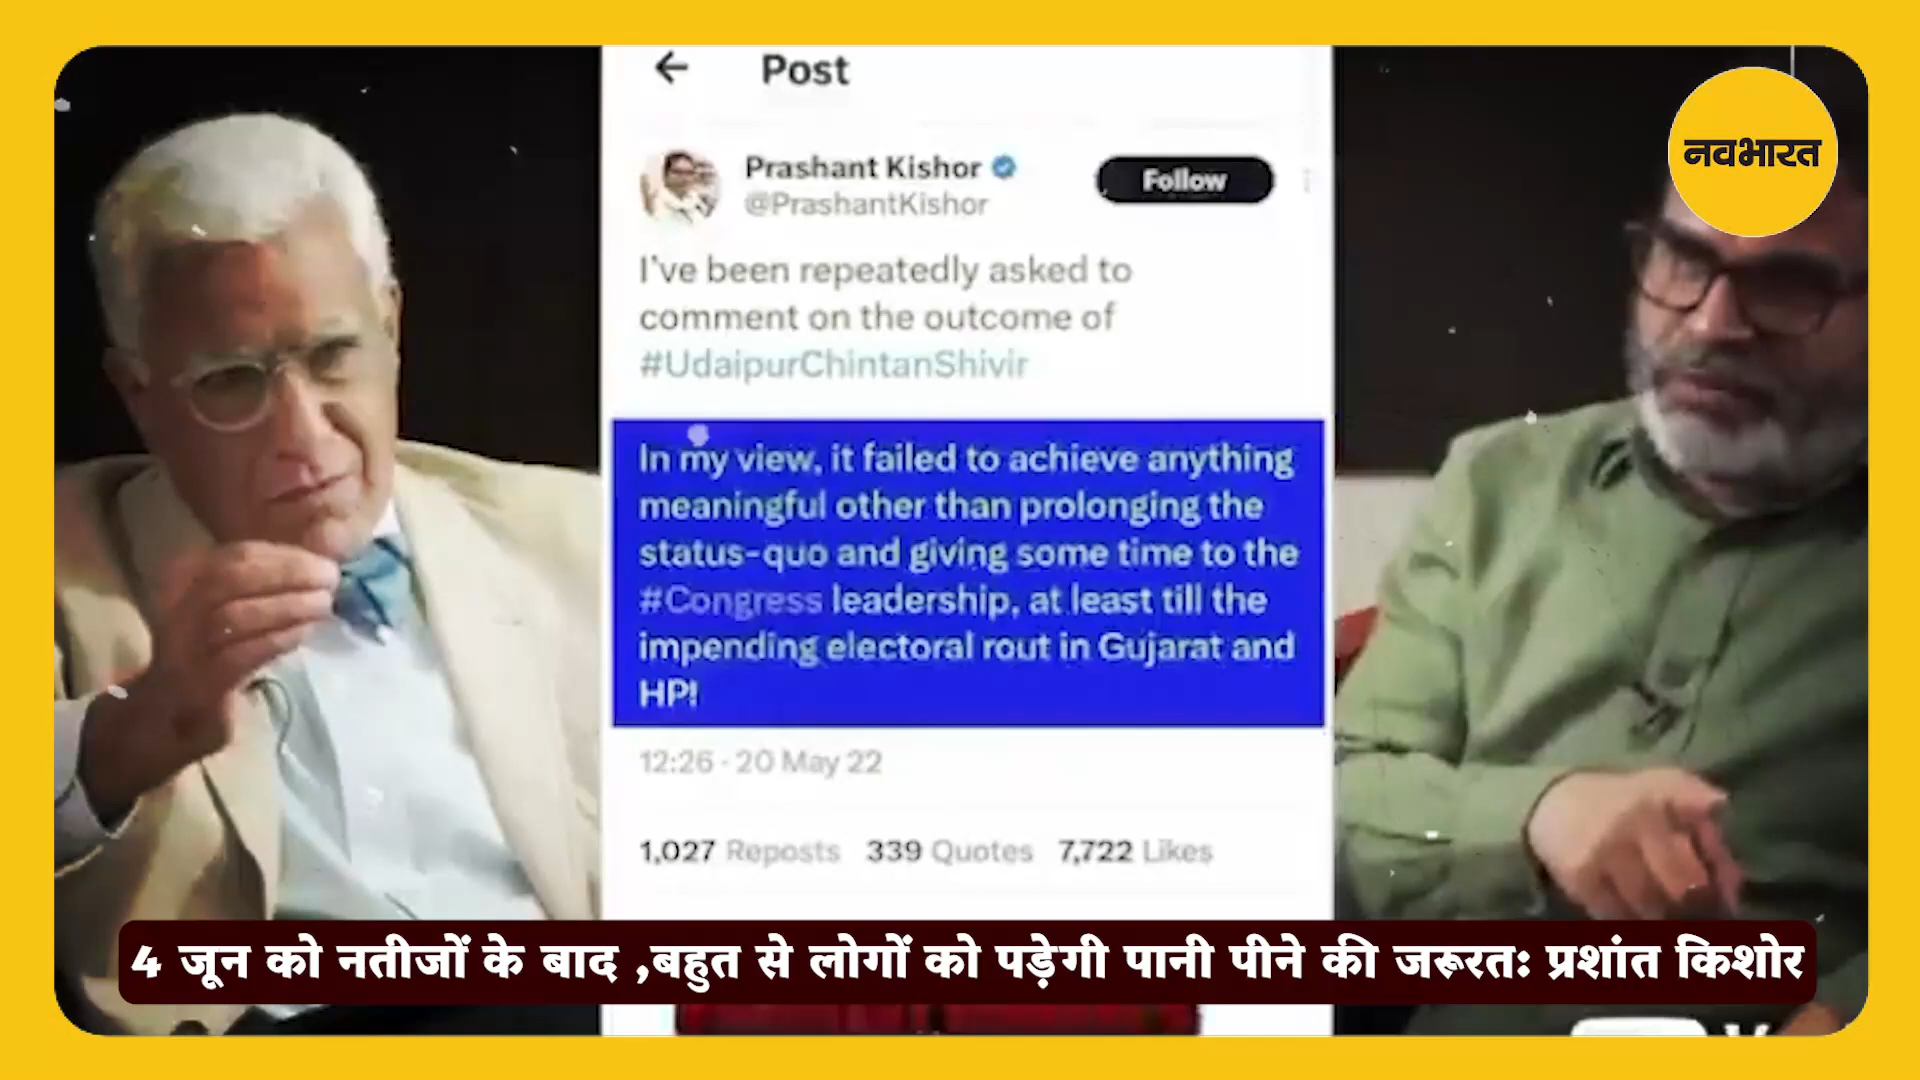 Post
नवभारत
Prashant Kishor
@PrashantKishor
Follow
I've been repeatedly asked to
comment on the outcome of
#UdaipurChintanShivir
In my view, it failed to achieve anything
meaningful other than prolonging the
status-quo and giving some time to the
#Congress leadership, at least till the
impending electoral rout in Gujarat and
HP!
12:26 · 20 May 22
1,027 Reposts 339 Quotes 7,722 Likes
4 जून को नतीजों के बाद ,बहुत से लोगों को पड़ेगी पानी पीने की जरूरतः प्रशांत किशोर